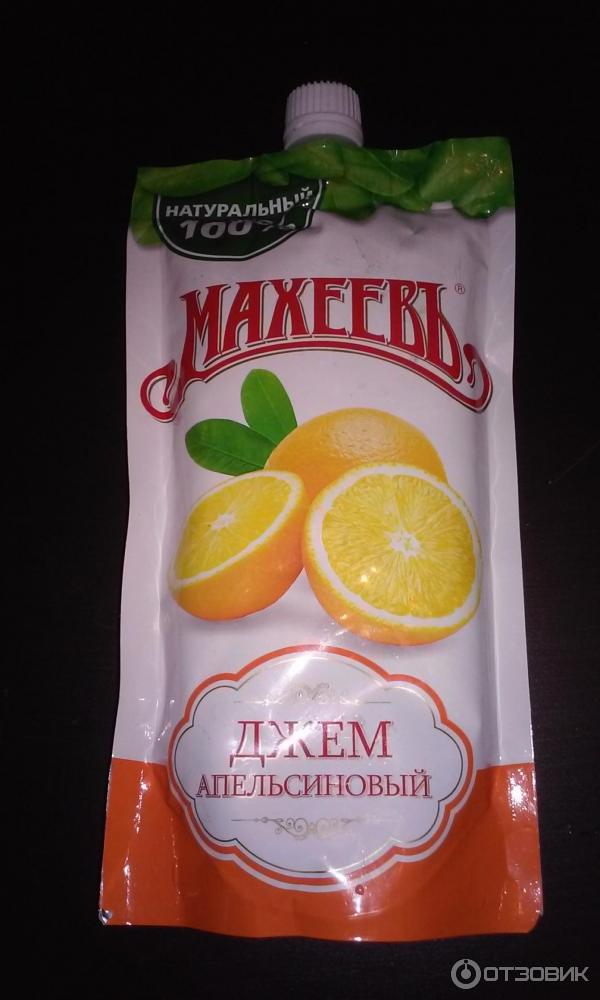 НАТУРАЛЬНЫЙ
100%
МАХЕЕВЪ®
ДЖЕМ
АПЕЛЬСИНОВЫЙ
ОТЗОВИК